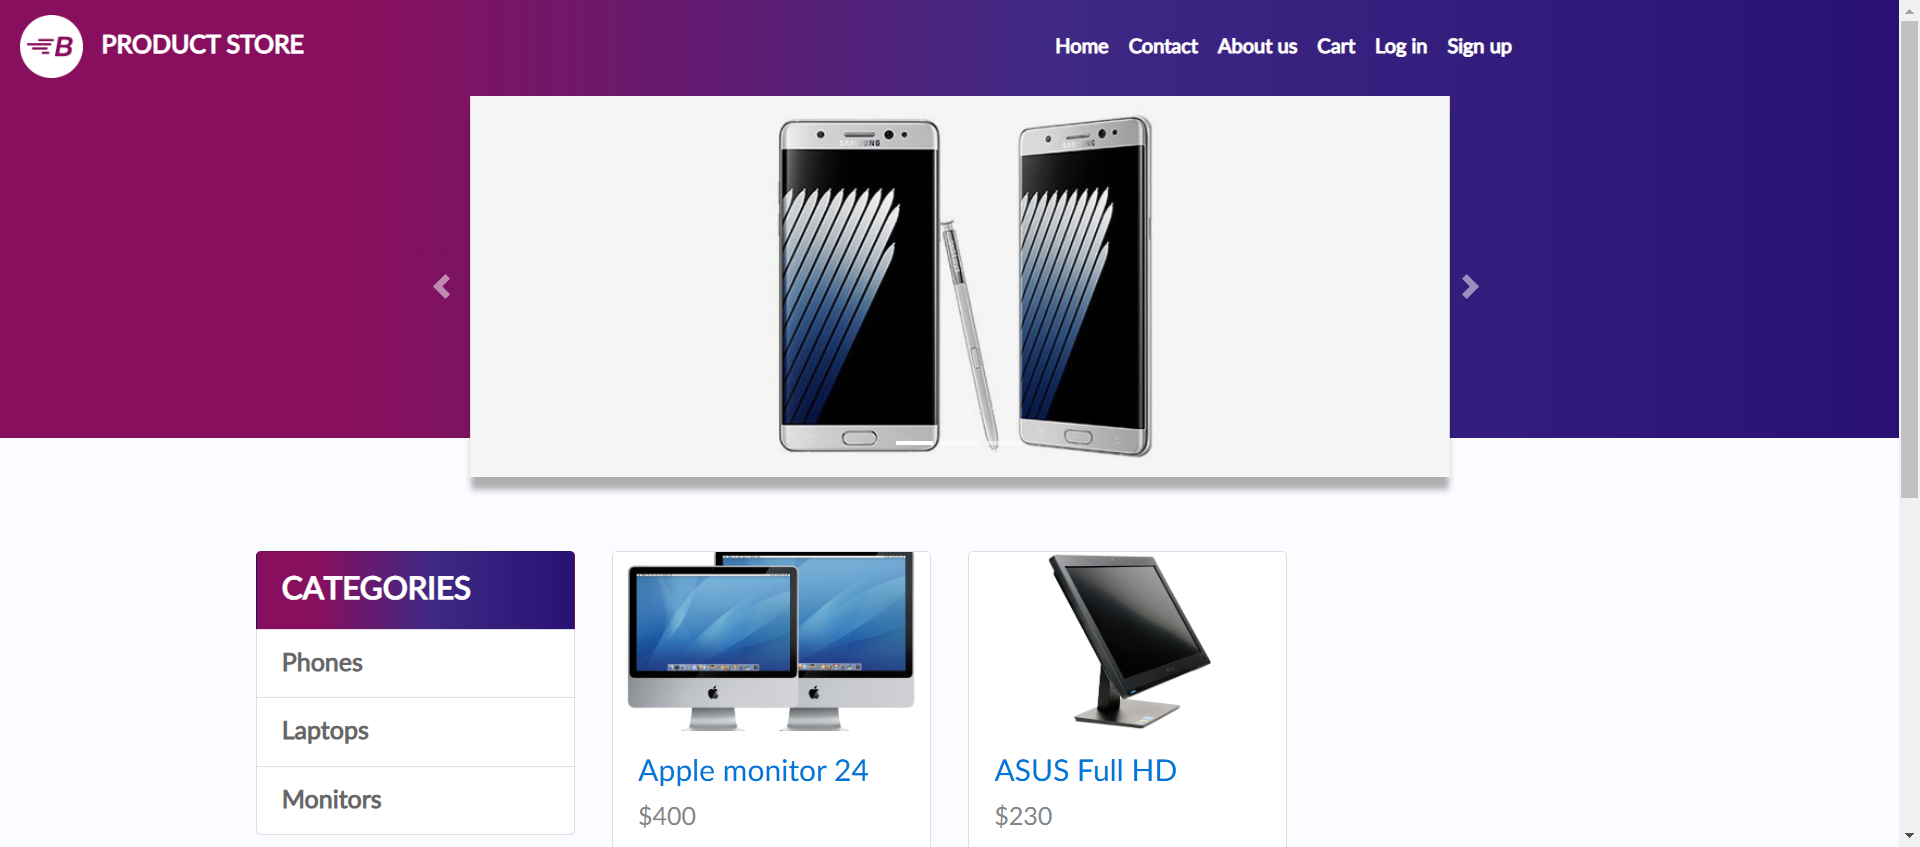 B PRODUCT STORE
Home Contact About us Cart Log in Sign up
SAMSUNG
CATEGORIES
Phones
Laptops
Monitors
Apple monitor 24
$400
ASUS Full HD
$230